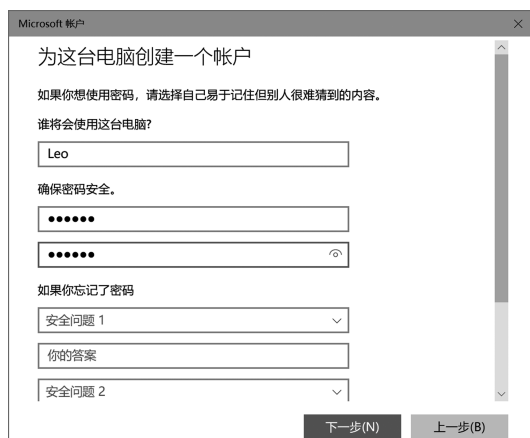 Microsoft 帐户
为这台电脑创建一个帐户
如果你想使用密码，请选择自己易于记住但别人很难猜到的内容。
谁将会使用这台电脑?
Leo
确保密码安全。
●●●●●●
●●●●●●
如果你忘记了密码
安全问题 1
你的答案
安全问题 2
下一步(N) 上一步(B)